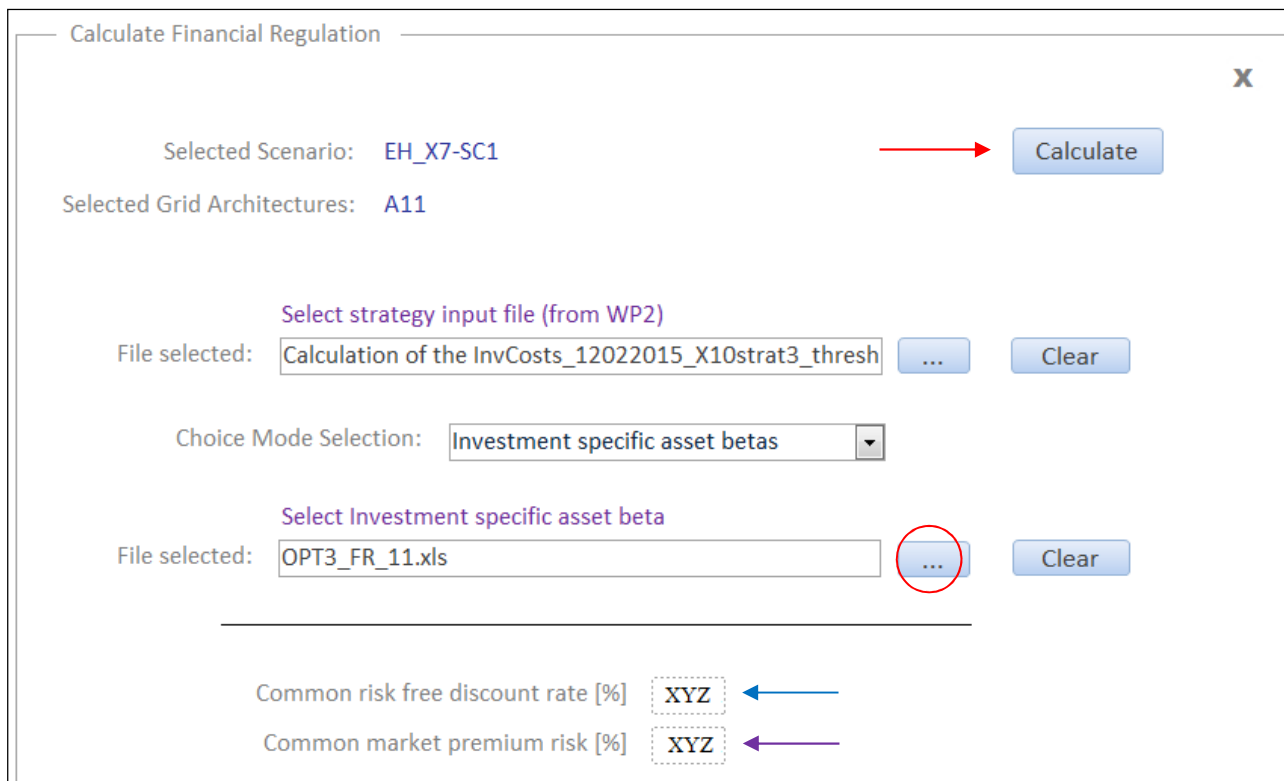 Calculate Financial Regulation
x
Selected Scenario: EH_X7-SC1 Calculate
Selected Grid Architectures: A11
Select strategy input file (from WP2)
File selected: Calculation of the InvCosts_12022015_X10strat3_thresh ... Clear
Choice Mode Selection: Investment specific asset betas
Select Investment specific asset beta
File selected: OPT3_FR_11.xls ... Clear
Common risk free discount rate [%] XYZ
Common market premium risk [%] XYZ